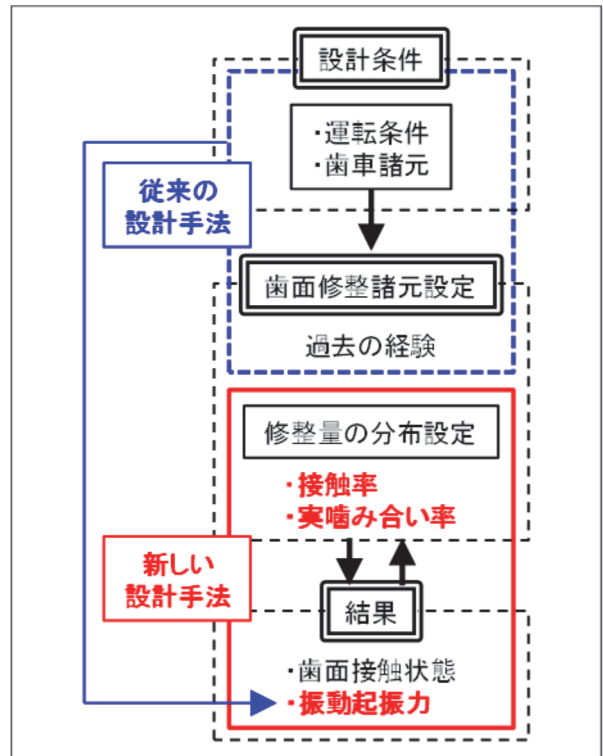 設計条件
・運転条件
・歯車諸元
従来の
設計手法
歯面修整諸元設定
過去の経験
修整量の分布設定
・接触率
・実噛み合い率
新しい
設計手法
結果
・歯面接触状態
・振動起振力